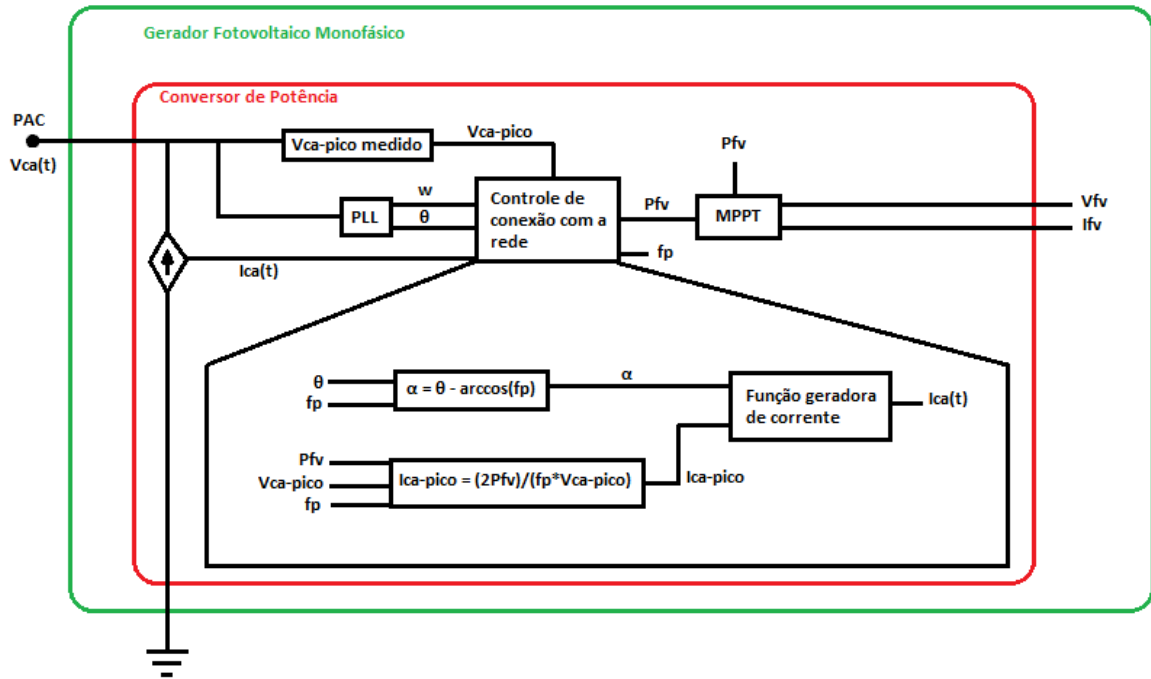 Gerador Fotovoltaico Monofásico
Conversor de Potência
PAC
Vca(t)
Vca-pico medido
Vca-pico
Pfv
PLL
w
θ
Controle de
conexão com a
rede
Pfv
MPPT
Vfv
Ifv
fp
Ica(t)
θ
fp
α = θ - arccos(fp)
α
Função geradora
de corrente
Ica(t)
Pfv
Vca-pico
fp
Ica-pico = (2Pfv)/(fp*Vca-pico)
Ica-pico